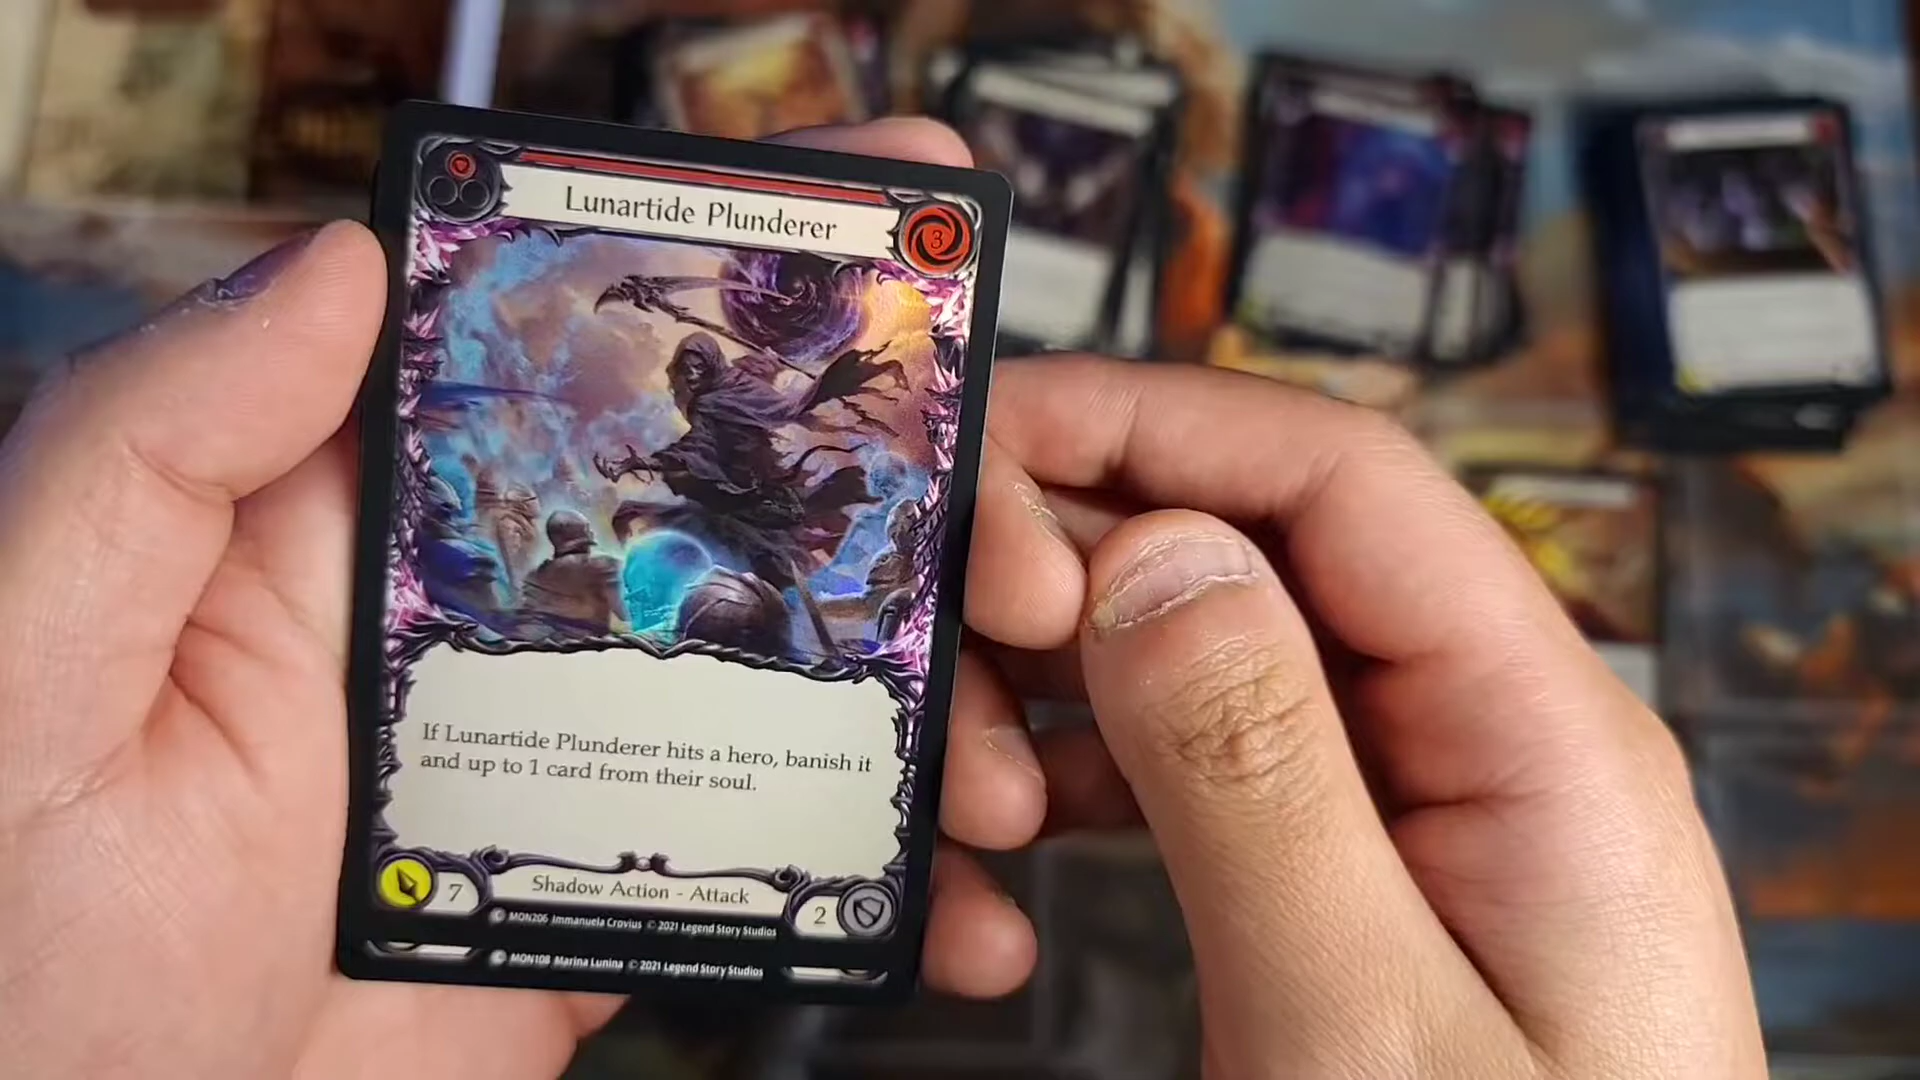 Lunartide Plunderer
3
If Lunartide Plunderer hits a hero, banish it
and up to 1 card from their soul.
7
Shadow Action - Attack
2
C MON206 Immanuela Crovius © 2021 Legend Story Studios
C MON108 Marina Lunina © 2021 Legend Story Studios